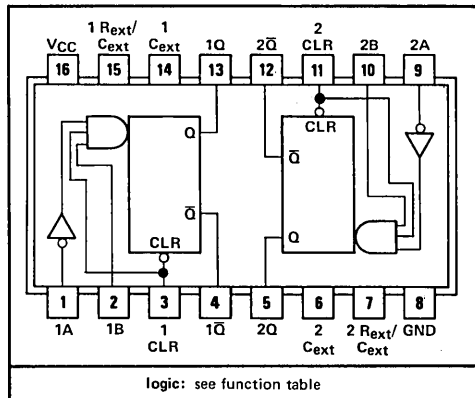 1 Rext/ 1 2
VCC Cext Cext 1Q 2Q̅ CLR 2B 2A
16 15 14 13 12 11 10 9
CLR
Q
Q̅
Q̅
Q
CLR
1 2 3 4 5 6 7 8
1A 1B 1 1Q̅ 2Q 2 2 Rext/ GND
CLR Cext Cext
logic: see function table